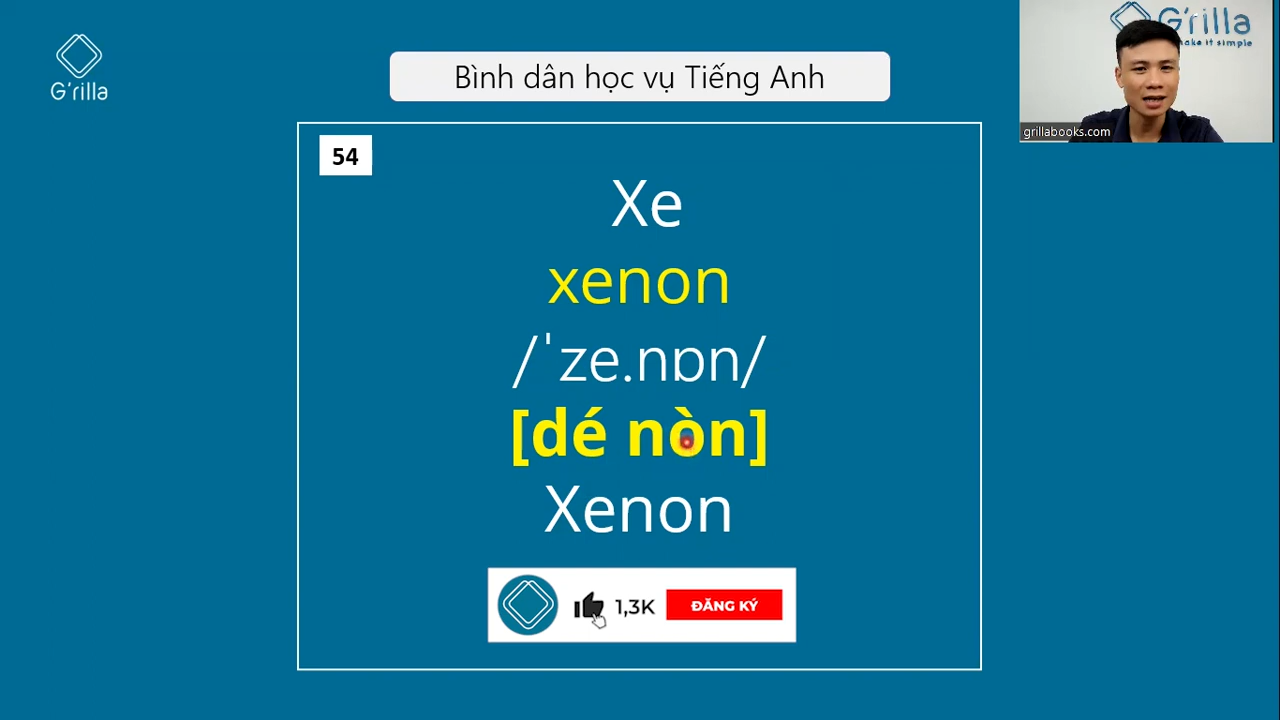 G'rilla
Bình dân học vụ Tiếng Anh
G'rilla
make it simple
grillabooks.com
54
Xe
xenon
/ˈze.nɒn/
[dé nòn]
Xenon
1,3K
ĐĂNG KÝ